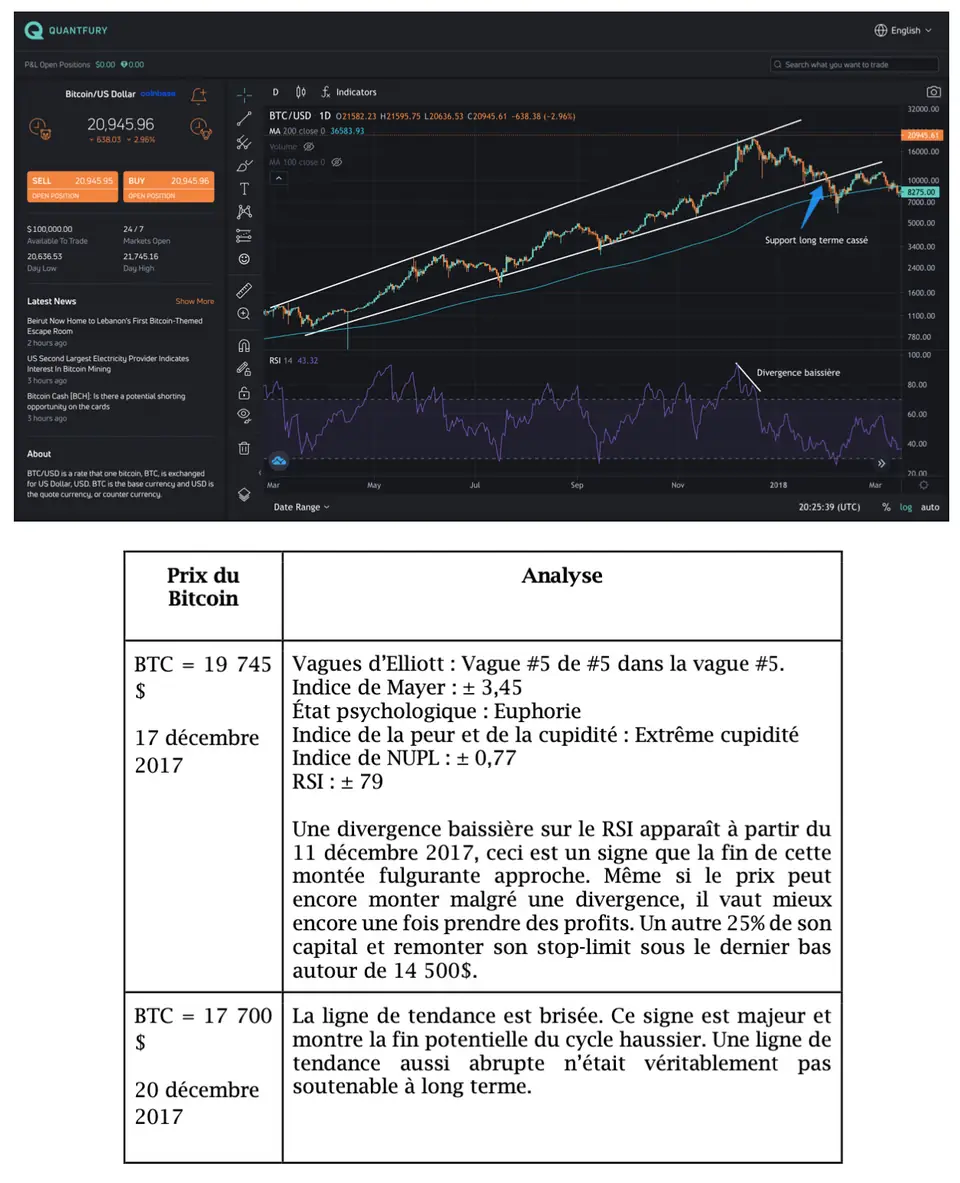 QUANTFURY
English
P&L Open Positions $0.00 0.00
Search what you want to trade
Bitcoin/US Dollar coinbase
20,945.96
638.03 2.96%
SELL 20,945.95
OPEN POSITION
BUY 20,945.96
OPEN POSITION
$100,000.00
Available To Trade
24 / 7
Markets Open
20,636.53
Day Low
21,745.16
Day High
Latest News
Show More
Beirut Now Home to Lebanon's First Bitcoin-Themed
Escape Room
2 hours ago
US Second Largest Electricity Provider Indicates
Interest In Bitcoin Mining
3 hours ago
Bitcoin Cash [BCH]: Is there a potential shorting
opportunity on the cards
3 hours ago
About
BTC/USD is a rate that one bitcoin, BTC, is exchanged
for US Dollar, USD. BTC is the base currency and USD is
the quote currency, or counter currency.
D Indicators
BTC/USD 1D O21582.23 H21595.75 L20636.53 C20945.61 -638.38 (-2.96%)
MA 200 close 0 36583.93
Volume
MA 100 close 0
32000.00
20945.61
16000.00
10000.00
8275.00
7000.00
5000.00
3400.00
2400.00
1600.00
1100.00
780.00
Support long terme cassé
RSI 14 43.32
Divergence baissière
100.00
80.00
60.00
40.00
20.00
Mar May Jul Sep Nov 2018 Mar
Date Range
20:25:39 (UTC) % log auto
Prix du
Bitcoin
Analyse
BTC = 19 745
$
17 décembre
2017
Vagues d'Elliott : Vague #5 de #5 dans la vague #5.
Indice de Mayer : ± 3,45
État psychologique : Euphorie
Indice de la peur et de la cupidité : Extrême cupidité
Indice de NUPL : ± 0,77
RSI : ± 79
Une divergence baissière sur le RSI apparaît à partir du
11 décembre 2017, ceci est un signe que la fin de cette
montée fulgurante approche. Même si le prix peut
encore monter malgré une divergence, il vaut mieux
encore une fois prendre des profits. Un autre 25% de son
capital et remonter son stop-limit sous le dernier bas
autour de 14 500$.
BTC = 17 700
$
20 décembre
2017
La ligne de tendance est brisée. Ce signe est majeur et
montre la fin potentielle du cycle haussier. Une ligne de
tendance aussi abrupte n'était véritablement pas
soutenable à long terme.